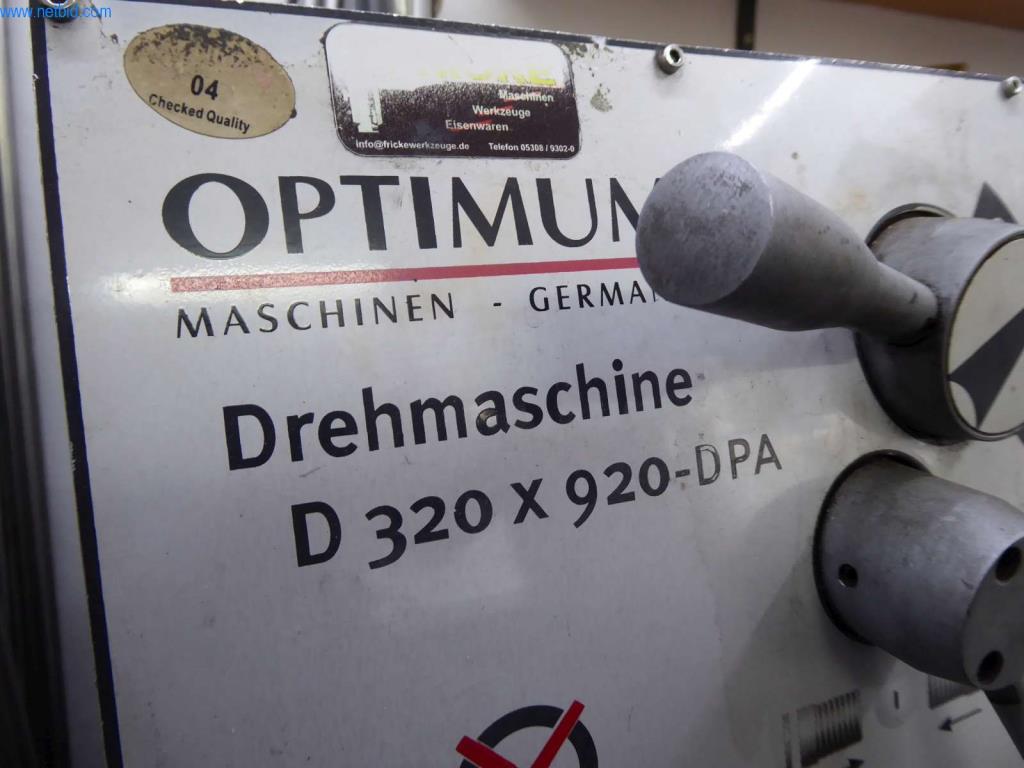 www.netbid.com
04
Checked Quality
Maschinen
Werkzeuge
Eisenwaren
info@frickewerkzeuge.de Telefon 05308 / 9302-0
OPTIMUM
MASCHINEN - GERMAN
Drehmaschine
D 320 x 920-DPA